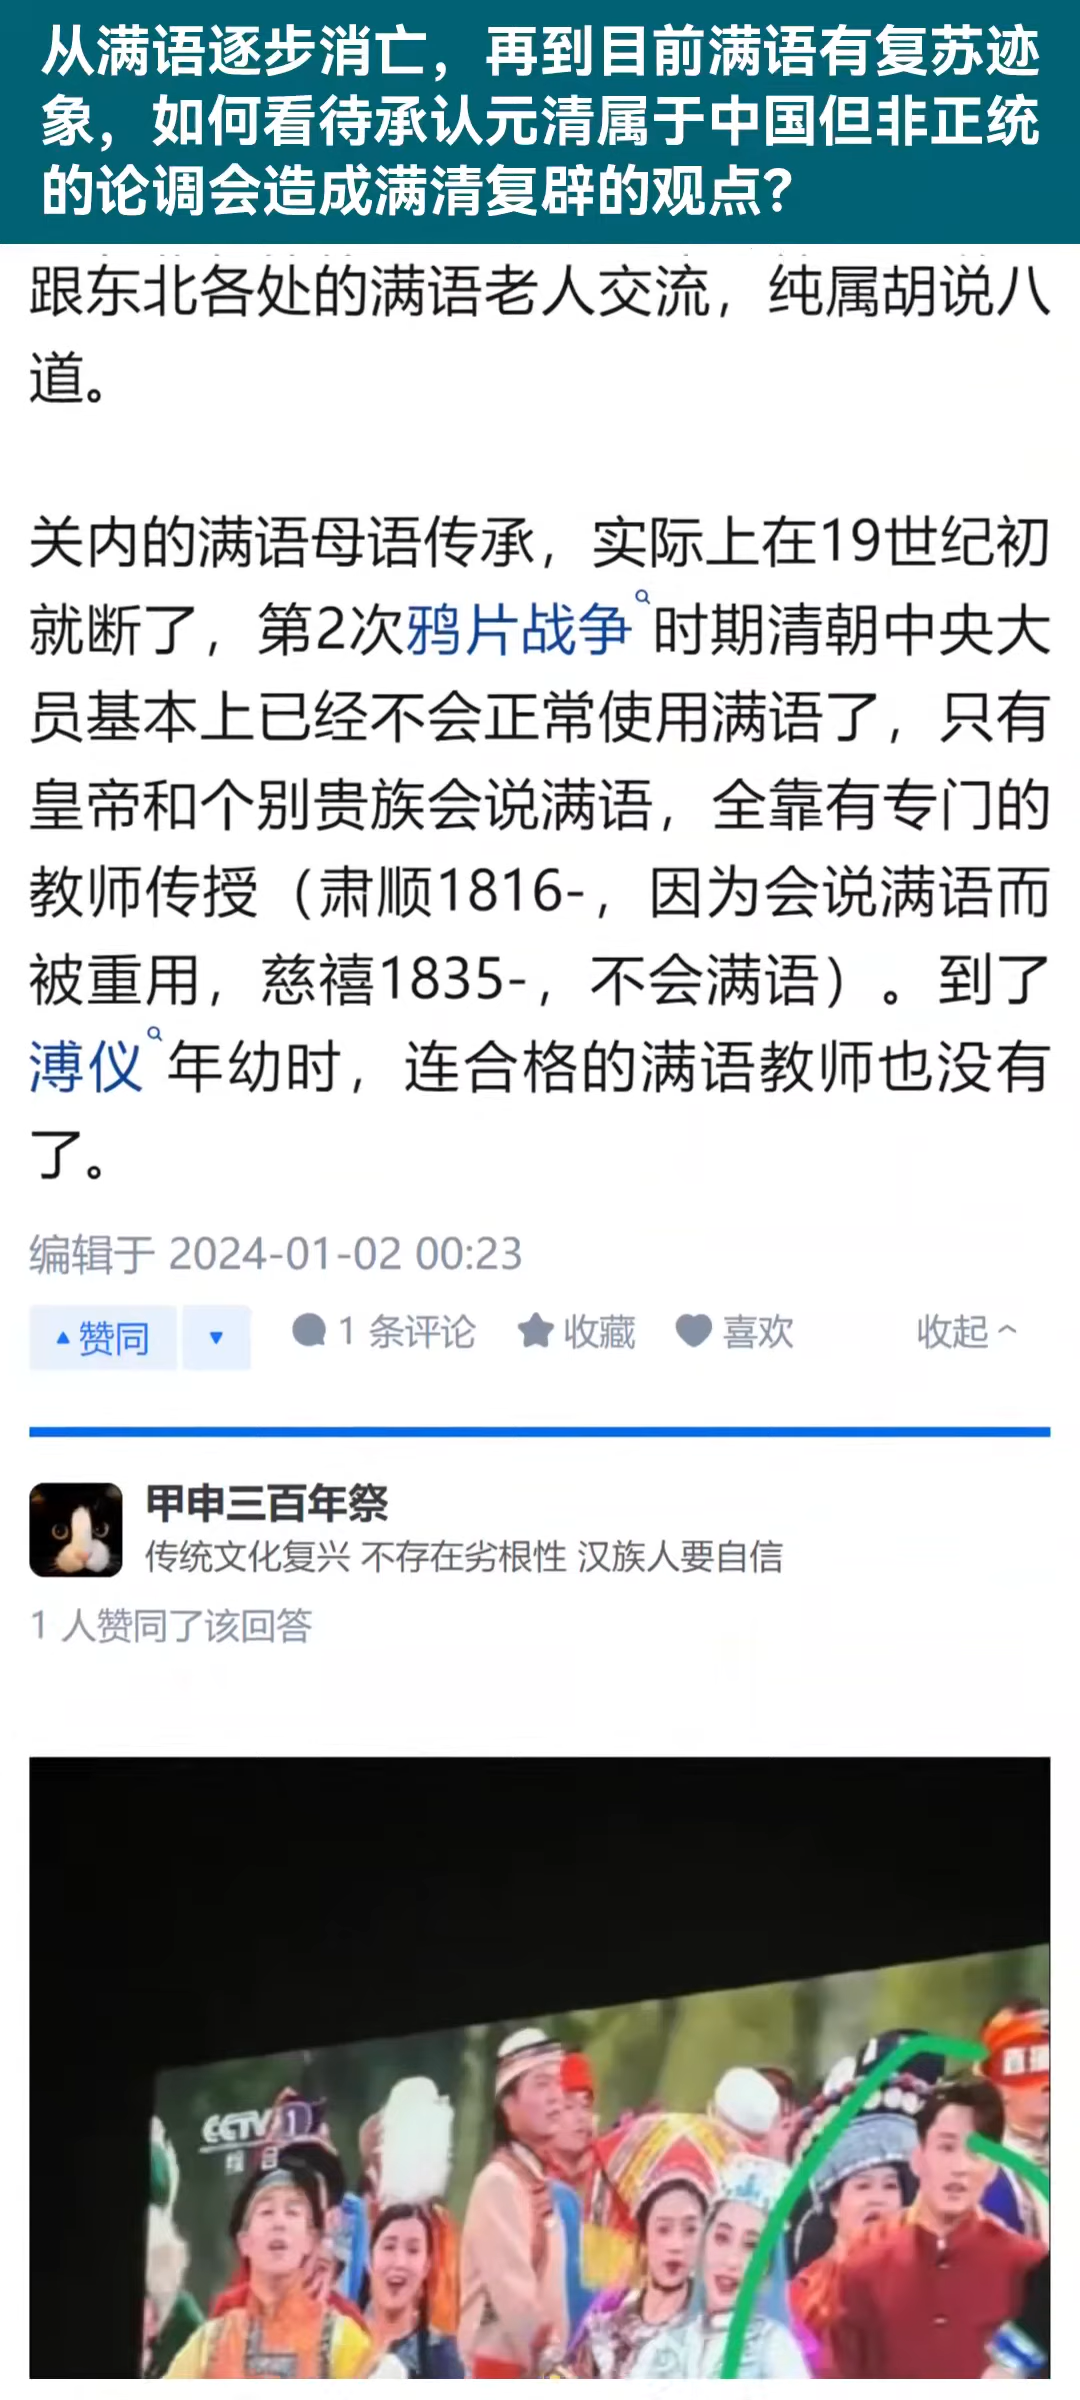 从满语逐步消亡，再到目前满语有复苏迹
象，如何看待承认元清属于中国但非正统
的论调会造成满清复辟的观点？
跟东北各处的满语老人交流，纯属胡说八
道。
关内的满语母语传承，实际上在19世纪初
就断了，第2次鸦片战争时期清朝中央大
员基本上已经不会正常使用满语了，只有
皇帝和个别贵族会说满语，全靠有专门的
教师传授（肃顺1816-，因为会说满语而
被重用，慈禧1835-，不会满语）。到了
溥仪年幼时，连合格的满语教师也没有
了。
编辑于 2024-01-02 00:23
赞同 1 条评论 收藏 喜欢 收起
甲申三百年祭
传统文化复兴 不存在劣根性 汉族人要自信
1 人赞同了该回答
CCTV 1
综合
直播